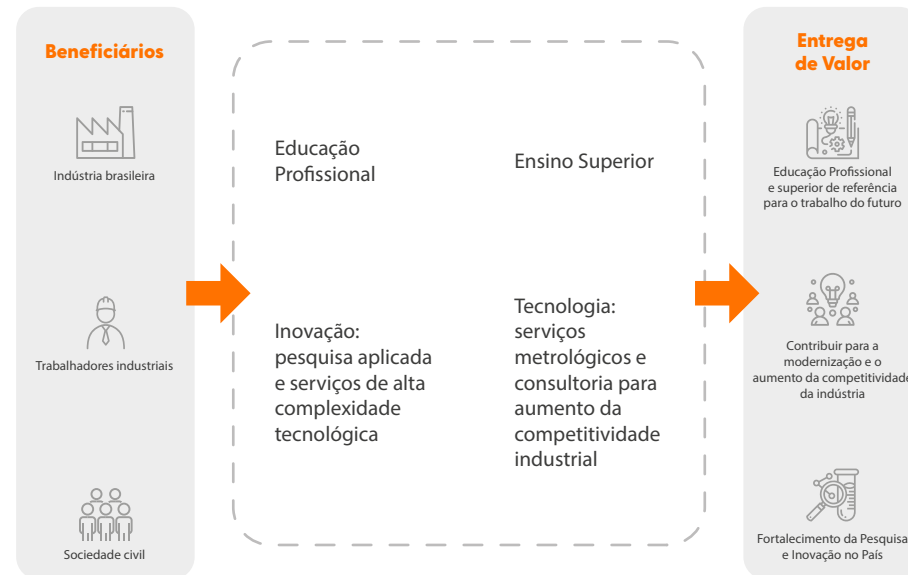 Beneficiários
Indústria brasileira
Trabalhadores industriais
Sociedade civil
Educação
Profissional
Ensino Superior
Inovação:
pesquisa aplicada
e serviços de alta
complexidade
tecnológica
Tecnologia:
serviços
metrológicos e
consultoria para
aumento da
competitividade
industrial
Entrega
de Valor
Educação Profissional
e superior de referência
para o trabalho do futuro
Contribuir para a
modernização e o
aumento da competitividade
da indústria
Fortalecimento da Pesquisa
e Inovação no País